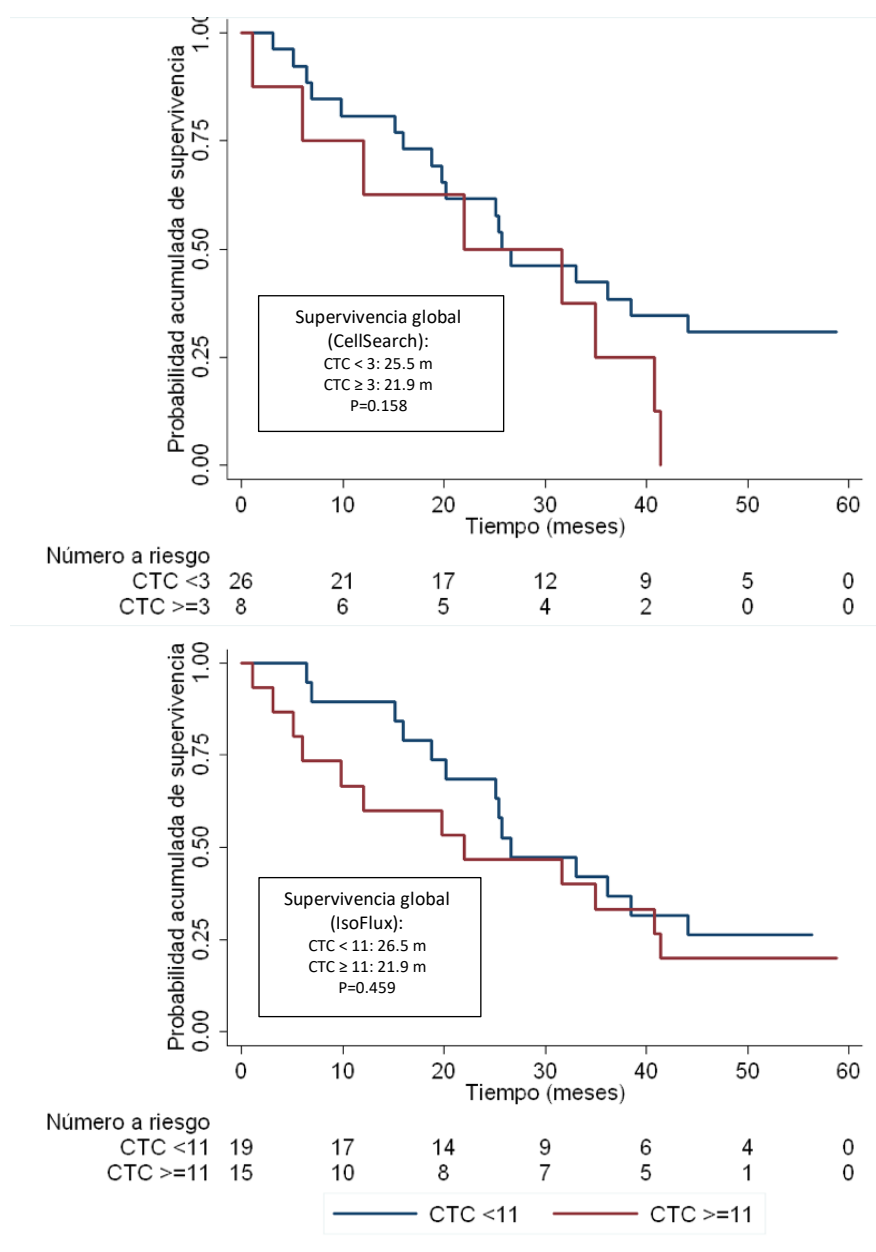 Probabilidad acumulada de supervivencia
1.00
0.75
0.50
0.25
0.00
Supervivencia global
(CellSearch):
CTC < 3: 25.5 m
CTC ≥ 3: 21.9 m
P=0.158
0 10 20 30 40 50 60
Tiempo (meses)
Número a riesgo
CTC <3 26 21 17 12 9 5 0
CTC >=3 8 6 5 4 2 0 0
Probabilidad acumulada de supervivencia
1.00
0.75
0.50
0.25
0.00
Supervivencia global
(IsoFlux):
CTC < 11: 26.5 m
CTC ≥ 11: 21.9 m
P=0.459
0 10 20 30 40 50 60
Tiempo (meses)
Número a riesgo
CTC <11 19 17 14 9 6 4 0
CTC >=11 15 10 8 7 5 1 0
CTC <11 CTC >=11